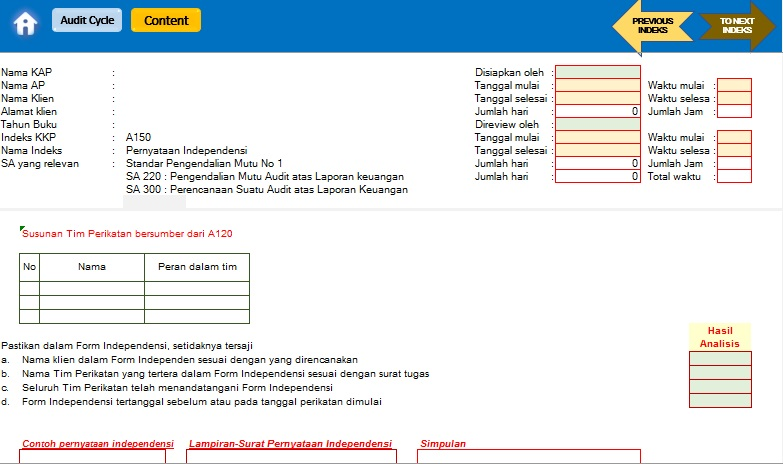 Audit Cycle
Content
PREVIOUS INDEKS
TO NEXT INDEKS
Nama KAP :
Nama AP :
Nama Klien :
Alamat klien :
Tahun Buku :
Indeks KKP : A150
Nama Indeks : Pernyataan Independensi
SA yang relevan : Standar Pengendalian Mutu No 1
SA 220 : Pengendalian Mutu Audit atas Laporan keuangan
SA 300 : Perencanaan Suatu Audit atas Laporan Keuangan
Disiapkan oleh :
Tanggal mulai : Waktu mulai :
Tanggal selesai : Waktu selesa :
Jumlah hari : 0 Jumlah Jam :
Direview oleh :
Tanggal mulai : Waktu mulai :
Tanggal selesai : Waktu selesa :
Jumlah hari : 0 Jumlah Jam :
Jumlah hari : 0 Total waktu :
Susunan Tim Perikatan bersumber dari A120
No Nama Peran dalam tim
Hasil
Analisis
Pastikan dalam Form Independensi, setidaknya tersaji
a. Nama klien dalam Form Independen sesuai dengan yang direncanakan
b. Nama Tim Perikatan yang tertera dalam Form Independensi sesuai dengan surat tugas
c. Seluruh Tim Perikatan telah menandatangani Form Independensi
d. Form Independensi tertanggal sebelum atau pada tanggal perikatan dimulai
Contoh pernyataan independensi Lampiran-Surat Pernyataan Independensi Simpulan